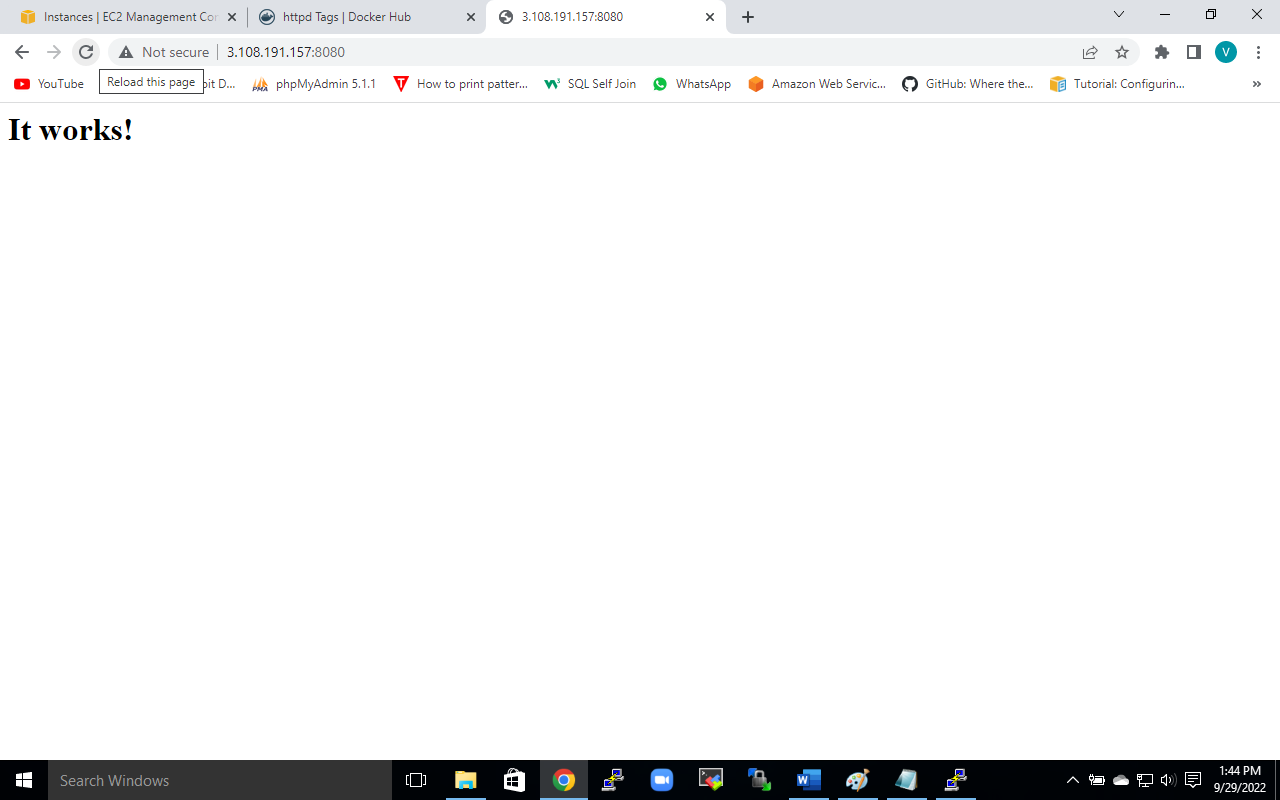 Instances | EC2 Management Con
httpd Tags | Docker Hub
3.108.191.157:8080
Not secure
3.108.191.157:8080
V
YouTube
Reload this page
bit D...
phpMyAdmin 5.1.1
How to print patter...
SQL Self Join
WhatsApp
Amazon Web Servic...
GitHub: Where the...
Tutorial: Configurin...
»
It works!
Search Windows
1:44 PM
9/29/2022